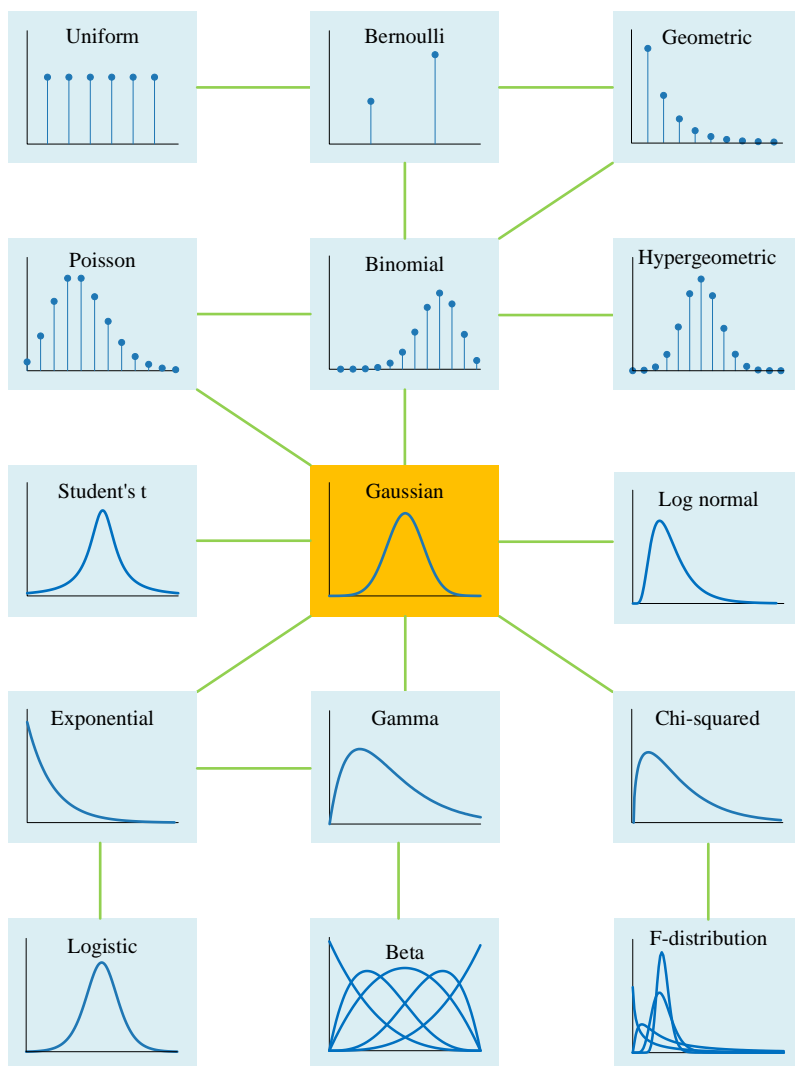 Uniform
Bernoulli
Geometric
Poisson
Binomial
Hypergeometric
Student's t
Gaussian
Log normal
Exponential
Gamma
Chi-squared
Logistic
Beta
F-distribution